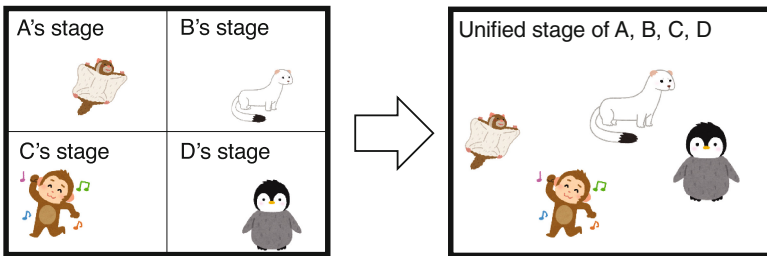 A's stage
B's stage
C's stage
D's stage
Unified stage of A, B, C, D